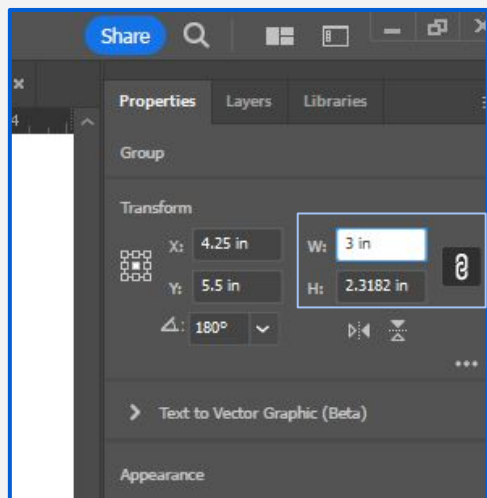 Share
4
Properties Layers Libraries
Group
Transform
X: 4.25 in W: 3 in
Y: 5.5 in H: 2.3182 in
180°
Text to Vector Graphic (Beta)
Appearance